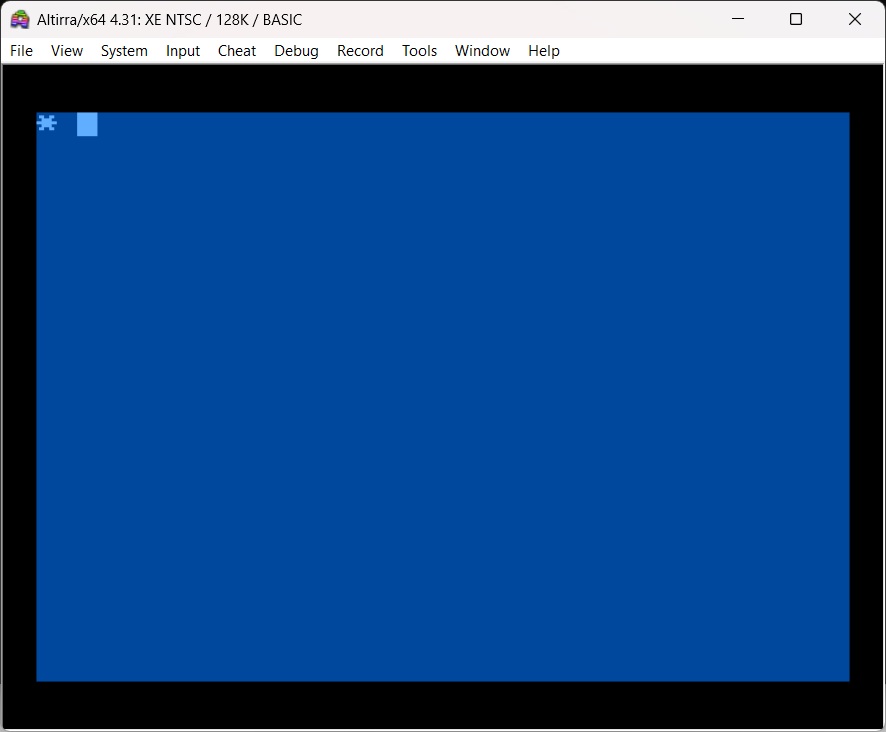 Altirra/x64 4.31: XE NTSC / 128K / BASIC
File View System Input Cheat Debug Record Tools Window Help
*